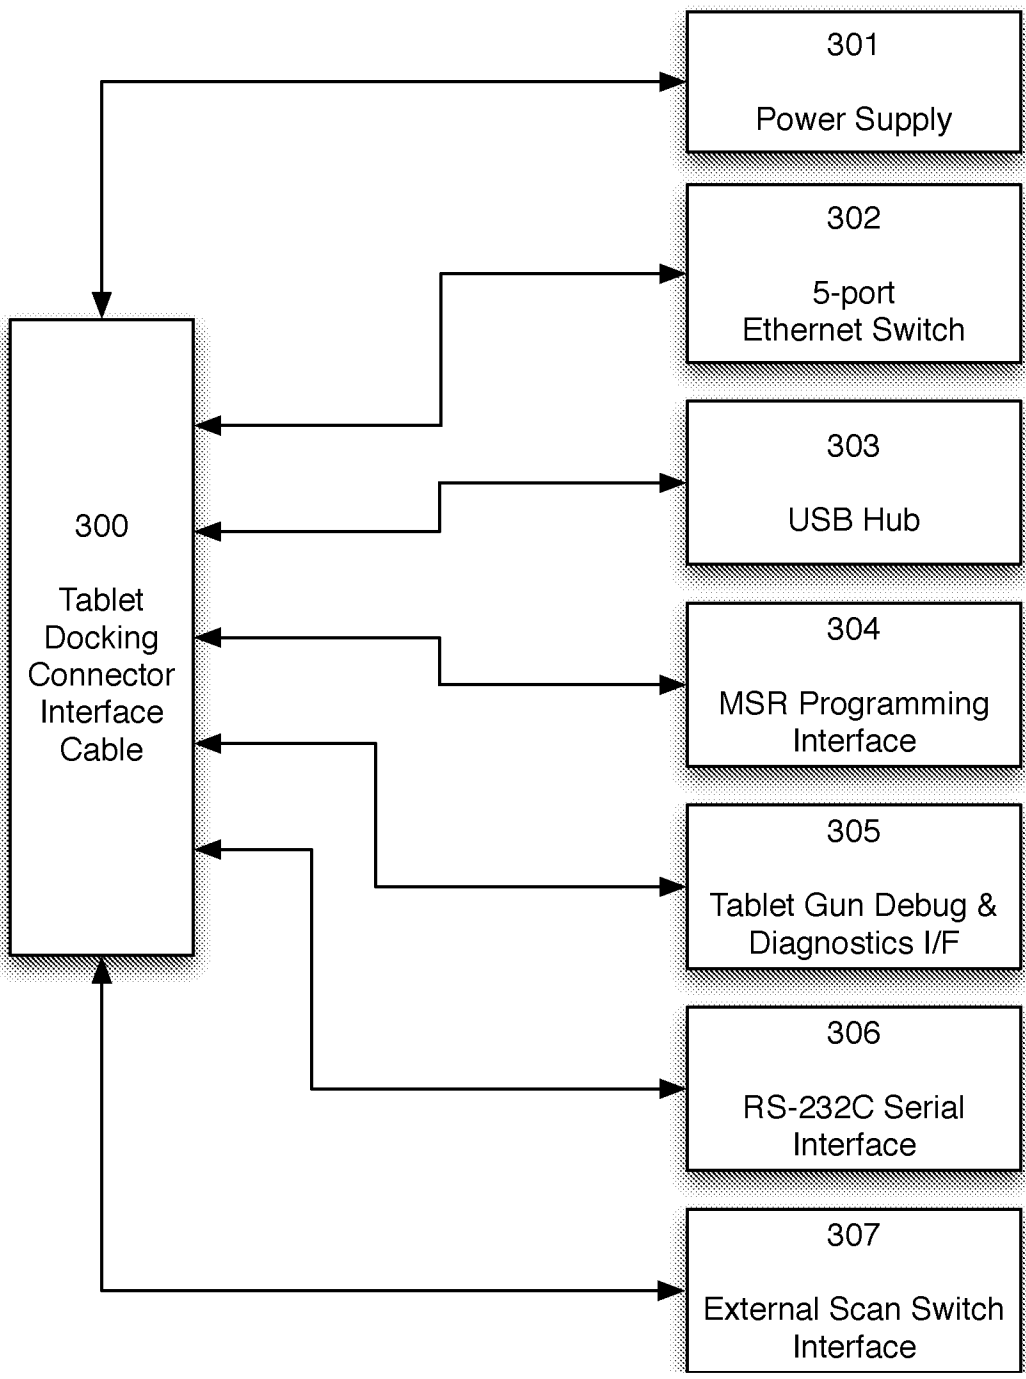 301
Power Supply
302
5-port
Ethernet Switch
303
USB Hub
300
Tablet
Docking
Connector
Interface
Cable
304
MSR Programming
Interface
305
Tablet Gun Debug &
Diagnostics I/F
306
RS-232C Serial
Interface
307
External Scan Switch
Interface